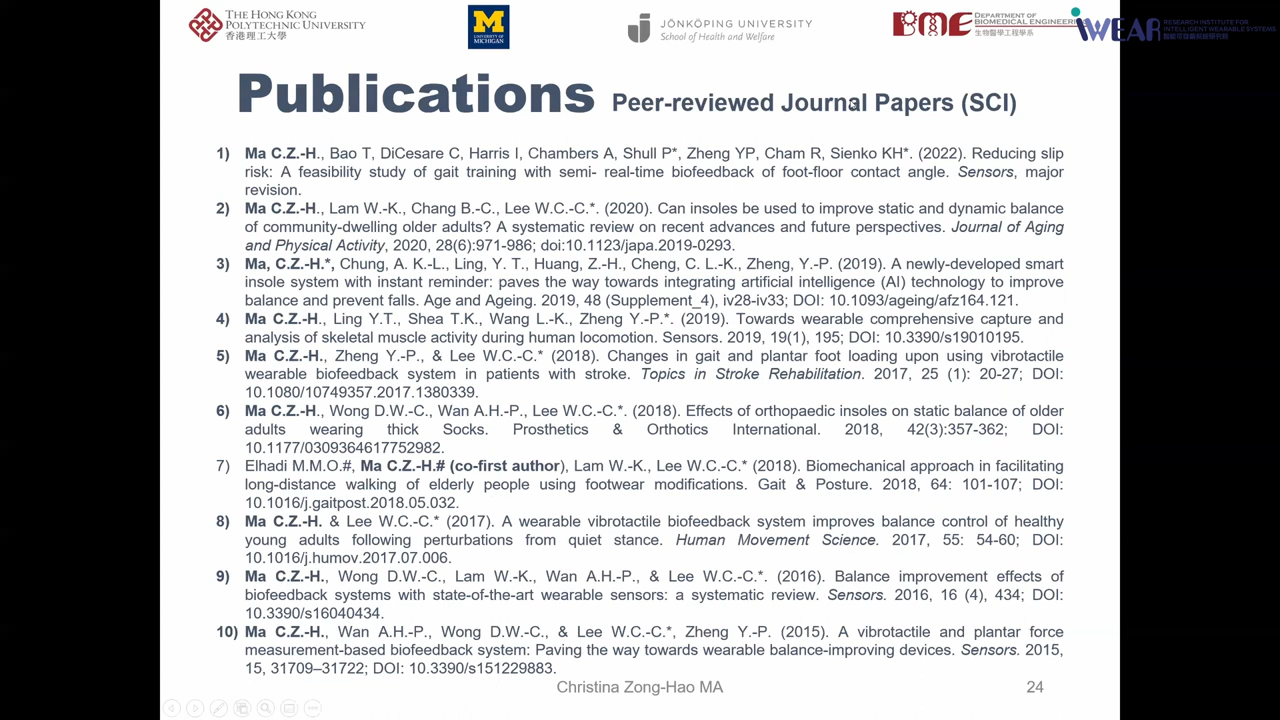 THE HONG KONG
POLYTECHNIC UNIVERSITY
香港理工大學
M
UNIVERSITY OF
MICHIGAN
JÖNKÖPING UNIVERSITY
School of Health and Welfare
BME
DEPARTMENT OF
BIOMEDICAL ENGINEERING
生物醫學工程學系
iWEAR
RESEARCH INSTITUTE FOR
INTELLIGENT WEARABLE SYSTEMS
Publications Peer-reviewed Journal Papers (SCI)
1) Ma C.Z.-H., Bao T, DiCesare C, Harris I, Chambers A, Shull P*, Zheng YP, Cham R, Sienko KH*. (2022). Reducing slip
risk: A feasibility study of gait training with semi- real-time biofeedback of foot-floor contact angle. Sensors, major
revision.
2) Ma C.Z.-H., Lam W.-K., Chang B.-C., Lee W.C.-C.*. (2020). Can insoles be used to improve static and dynamic balance
of community-dwelling older adults? A systematic review on recent advances and future perspectives. Journal of Aging
and Physical Activity, 2020, 28(6):971-986; doi:10.1123/japa.2019-0293.
3) Ma, C.Z.-H.*, Chung, A. K.-L., Ling, Y. T., Huang, Z.-H., Cheng, C. L.-K., Zheng, Y.-P. (2019). A newly-developed smart
insole system with instant reminder: paves the way towards integrating artificial intelligence (AI) technology to improve
balance and prevent falls. Age and Ageing. 2019, 48 (Supplement_4), iv28-iv33; DOI: 10.1093/ageing/afz164.121.
4) Ma C.Z.-H., Ling Y.T., Shea T.K., Wang L.-K., Zheng Y.-P.*. (2019). Towards wearable comprehensive capture and
analysis of skeletal muscle activity during human locomotion. Sensors. 2019, 19(1), 195; DOI: 10.3390/s19010195.
5) Ma C.Z.-H., Zheng Y.-P., & Lee W.C.-C.* (2018). Changes in gait and plantar foot loading upon using vibrotactile
wearable biofeedback system in patients with stroke. Topics in Stroke Rehabilitation. 2017, 25 (1): 20-27; DOI:
10.1080/10749357.2017.1380339.
6) Ma C.Z.-H., Wong D.W.-C., Wan A.H.-P., Lee W.C.-C.*. (2018). Effects of orthopaedic insoles on static balance of older
adults wearing thick Socks. Prosthetics & Orthotics International. 2018, 42(3):357-362; DOI:
10.1177/0309364617752982.
7) Elhadi M.M.O.#, Ma C.Z.-H.# (co-first author), Lam W.-K., Lee W.C.-C.* (2018). Biomechanical approach in facilitating
long-distance walking of elderly people using footwear modifications. Gait & Posture. 2018, 64: 101-107; DOI:
10.1016/j.gaitpost.2018.05.032.
8) Ma C.Z.-H. & Lee W.C.-C.* (2017). A wearable vibrotactile biofeedback system improves balance control of healthy
young adults following perturbations from quiet stance. Human Movement Science. 2017, 55: 54-60; DOI:
10.1016/j.humov.2017.07.006.
9) Ma C.Z.-H., Wong D.W.-C., Lam W.-K., Wan A.H.-P., & Lee W.C.-C.*. (2016). Balance improvement effects of
biofeedback systems with state-of-the-art wearable sensors: a systematic review. Sensors. 2016, 16 (4), 434; DOI:
10.3390/s16040434.
10) Ma C.Z.-H., Wan A.H.-P., Wong D.W.-C., & Lee W.C.-C.*, Zheng Y.-P. (2015). A vibrotactile and plantar force
measurement-based biofeedback system: Paving the way towards wearable balance-improving devices. Sensors. 2015,
15, 31709–31722; DOI: 10.3390/s151229883.
Christina Zong-Hao MA
24